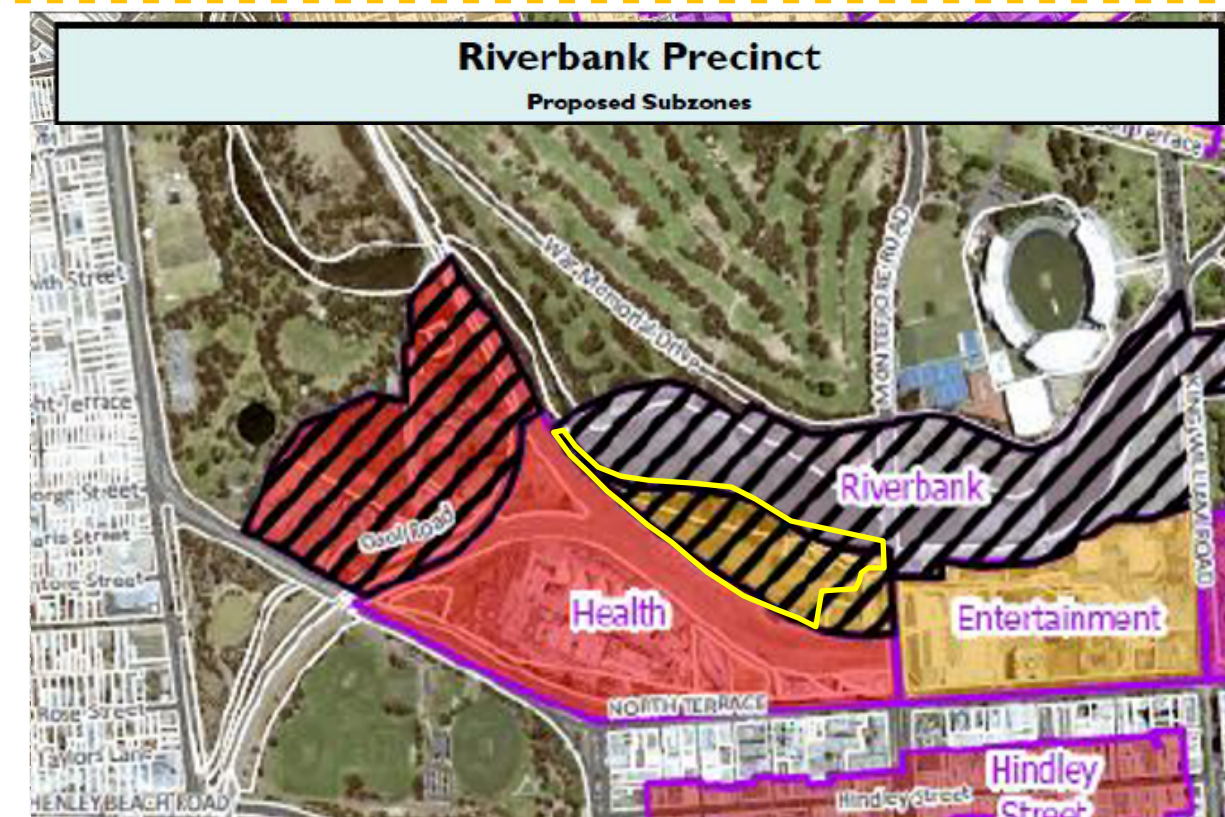 Riverbank Precinct
Proposed Subzones
Terrace
War Memorial Drive
MONTEFIORE ROAD
Street
Terrace
Riverbank
KING WILLIAM ROAD
Street
Street
Gaol Road
Street
Health
Entertainment
NORTH TERRACE
Rose Street
Taylors Lane
Hindley
Street
Hindley Street
HENLEY BEACH ROAD